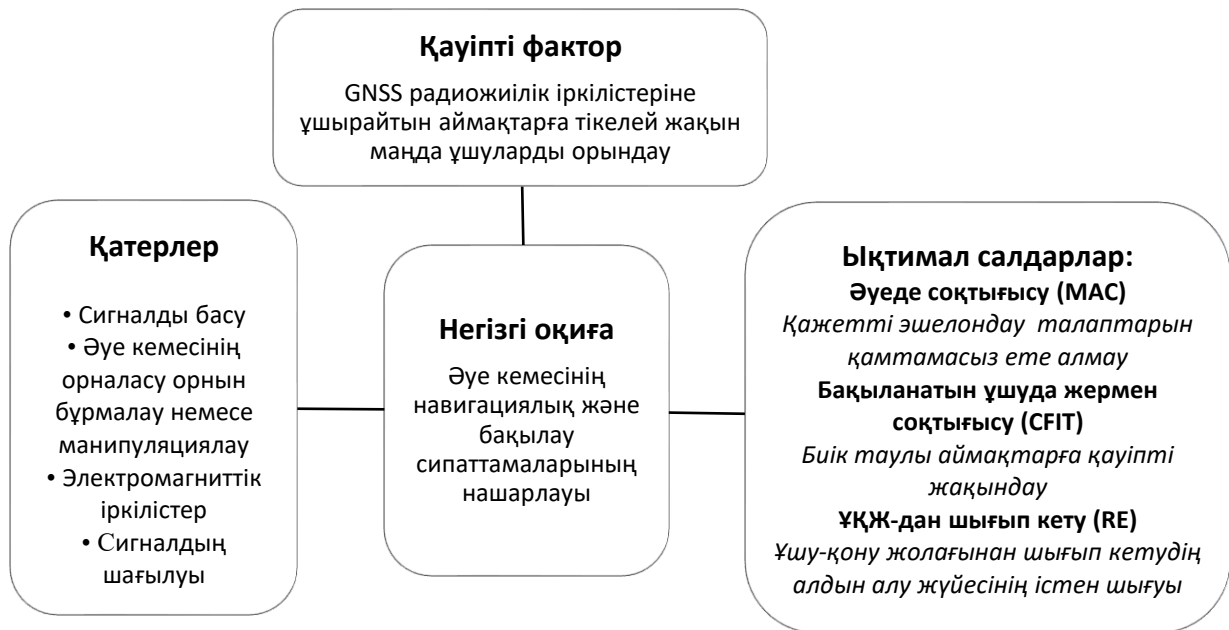 Қауіпті фактор
GNSS радиожиілік іркілістеріне
ұшырайтын аймақтарға тікелей жақын
маңда ұшуларды орындау
Қатерлер
• Сигналды басу
• Әуе кемесінің
орналасу орнын
бұрмалау немесе
манипуляциялау
• Электромагниттік
іркілістер
• Сигналдың
шағылуы
Негізгі оқиға
Әуе кемесінің
навигациялық және
бақылау
сипаттамаларының
нашарлауы
Ықтимал салдарлар:
Әуеде соқтығысу (MAC)
Қажетті эшелондау талаптарын
қамтамасыз ете алмау
Бақыланатын ұшуда жермен
соқтығысу (CFIT)
Биік таулы аймақтарға қауіпті
жақындау
ҰҚЖ-дан шығып кету (RE)
Ұшу-қону жолағынан шығып кетудің
алдын алу жүйесінің істен шығуы